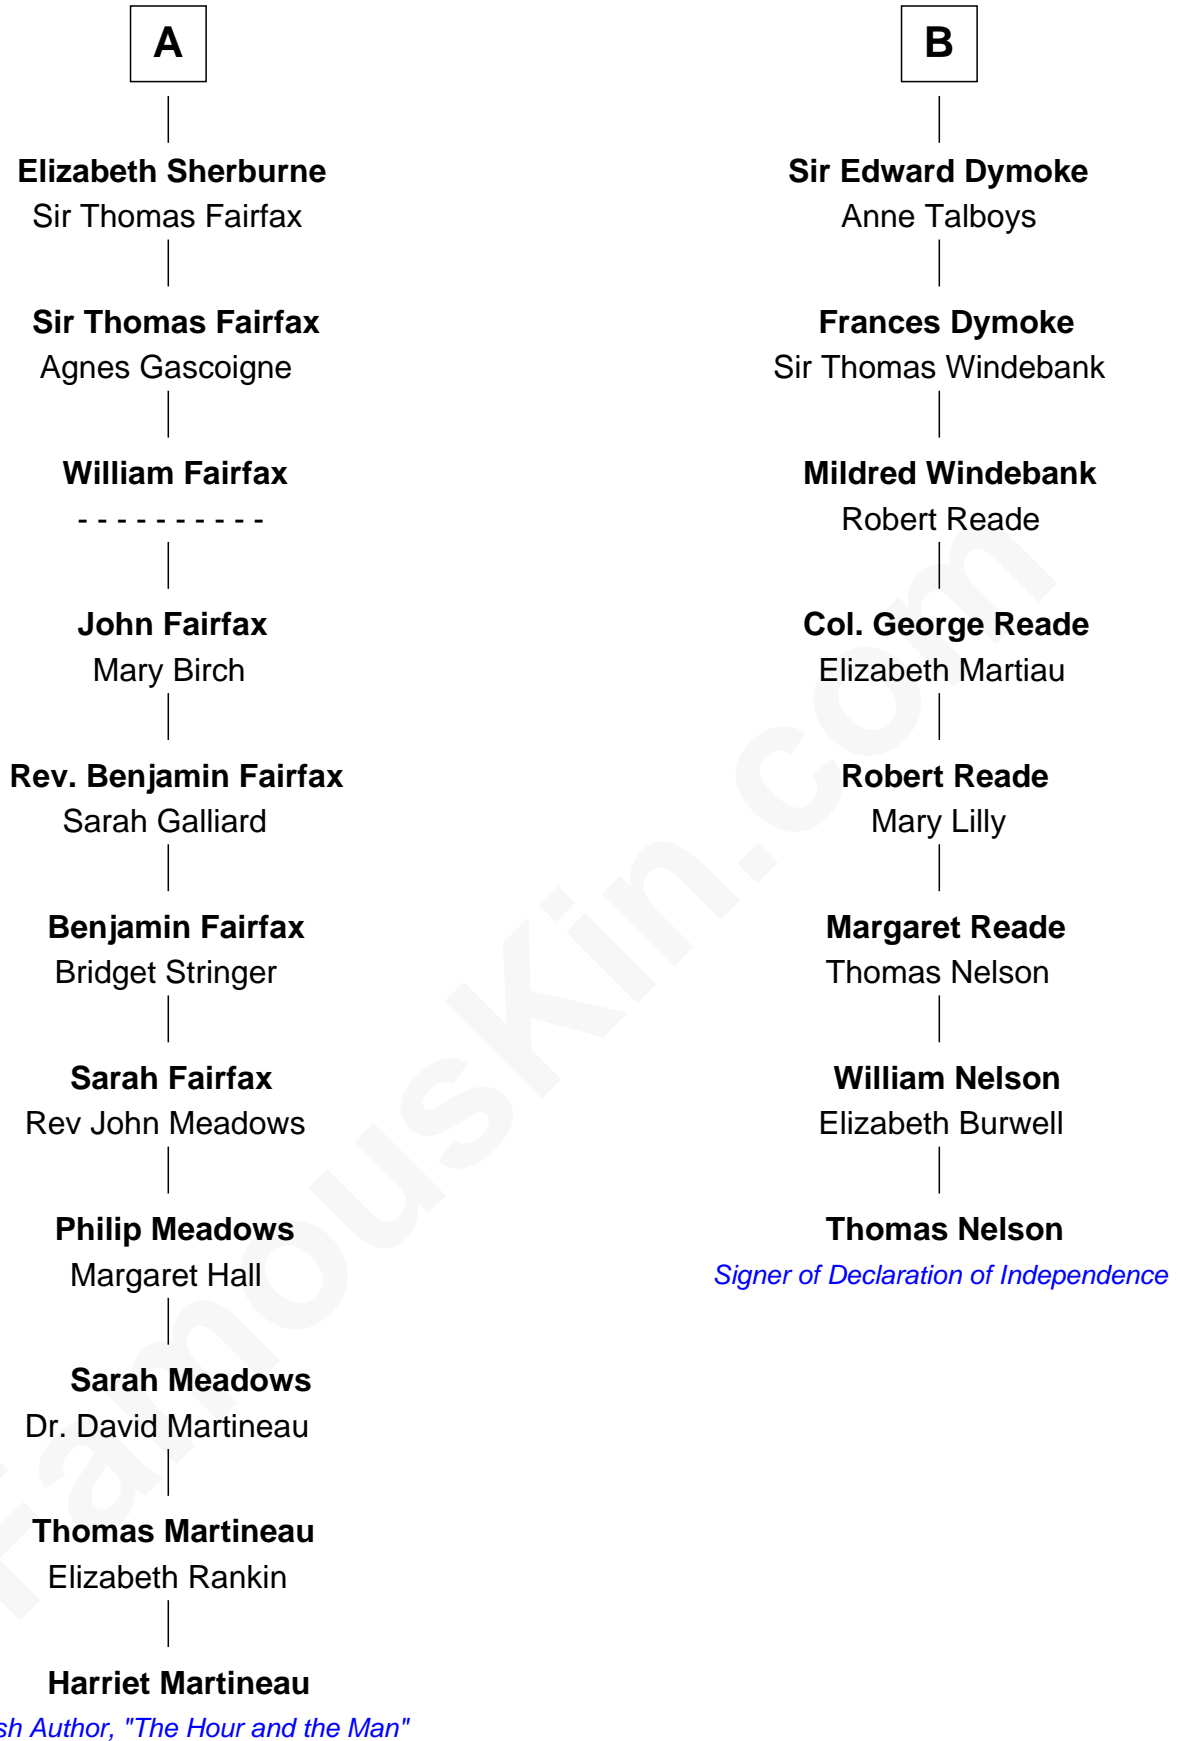 A
Elizabeth Sherburne
Sir Thomas Fairfax
Sir Thomas Fairfax
Agnes Gascoigne
William Fairfax
- - - - - - - - - -
John Fairfax
Mary Birch
Rev. Benjamin Fairfax
Sarah Galliard
Benjamin Fairfax
Bridget Stringer
Sarah Fairfax
Rev John Meadows
Philip Meadows
Margaret Hall
Sarah Meadows
Dr. David Martineau
Thomas Martineau
Elizabeth Rankin
Harriet Martineau
sh Author, "The Hour and the Man"
B
Sir Edward Dymoke
Anne Talboys
Frances Dymoke
Sir Thomas Windebank
Mildred Windebank
Robert Reade
Col. George Reade
Elizabeth Martiau
Robert Reade
Mary Lilly
Margaret Reade
Thomas Nelson
William Nelson
Elizabeth Burwell
Thomas Nelson
Signer of Declaration of Independence
FamousKin.com